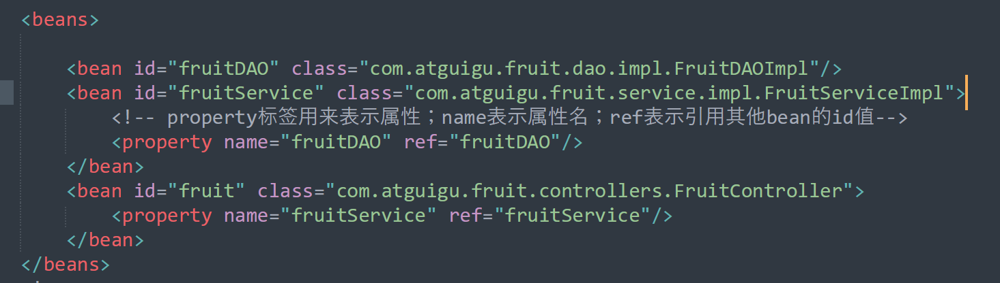 <beans>
<bean id="fruitDAO" class="com.atguigu.fruit.dao.impl.FruitDAOImpl"/>
<bean id="fruitService" class="com.atguigu.fruit.service.impl.FruitServiceImpl">
<!-- property标签用来表示属性；name表示属性名；ref表示引用其他bean的id值-->
<property name="fruitDAO" ref="fruitDAO"/>
</bean>
<bean id="fruit" class="com.atguigu.fruit.controllers.FruitController">
<property name="fruitService" ref="fruitService"/>
</bean>
</beans>